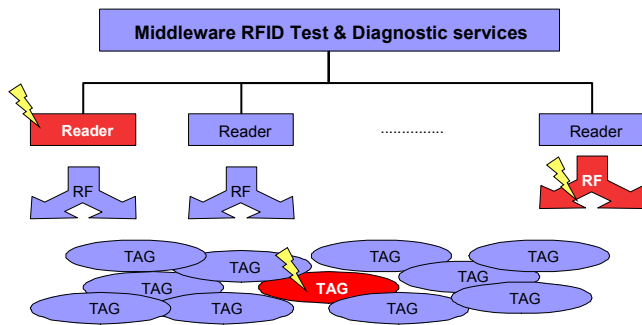 Middleware RFID Test & Diagnostic services
Reader
Reader
...............
Reader
RF
RF
RF
TAG
TAG
TAG
TAG
TAG
TAG
TAG
TAG
TAG
TAG
TAG